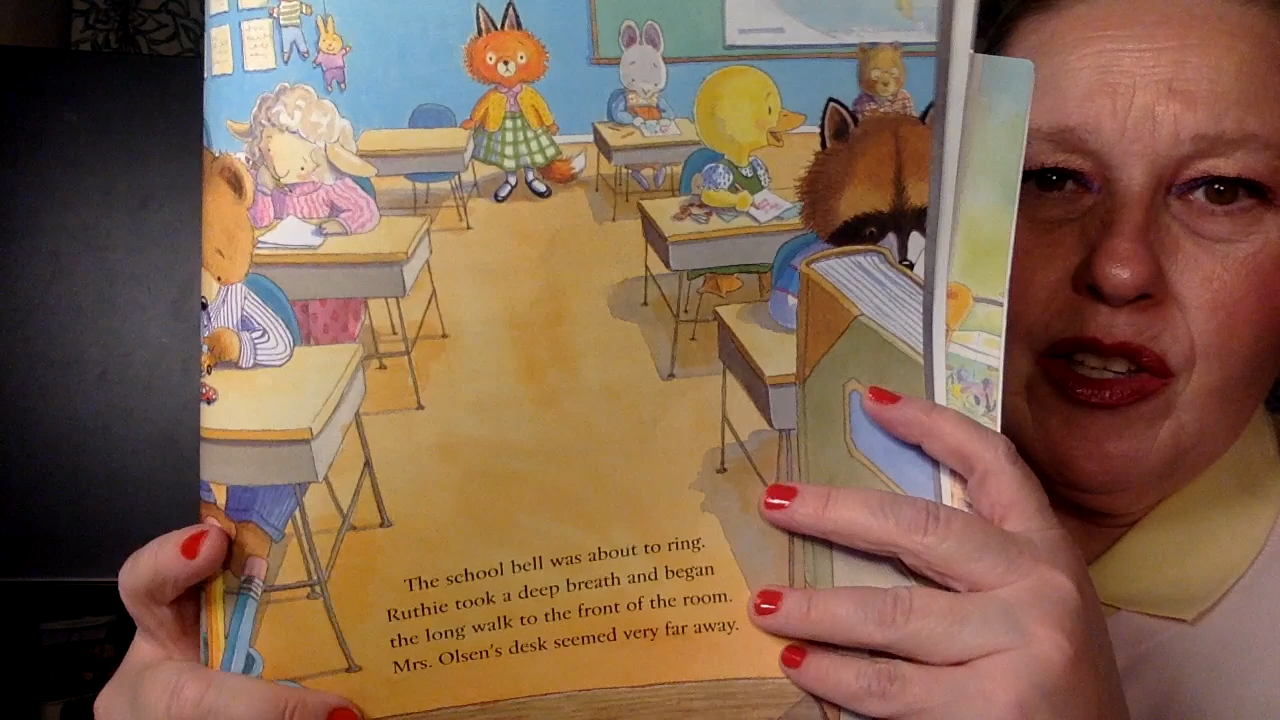 The school bell was about to ring.
Ruthie took a deep breath and began
the long walk to the front of the room.
Mrs. Olsen's desk seemed very far away.